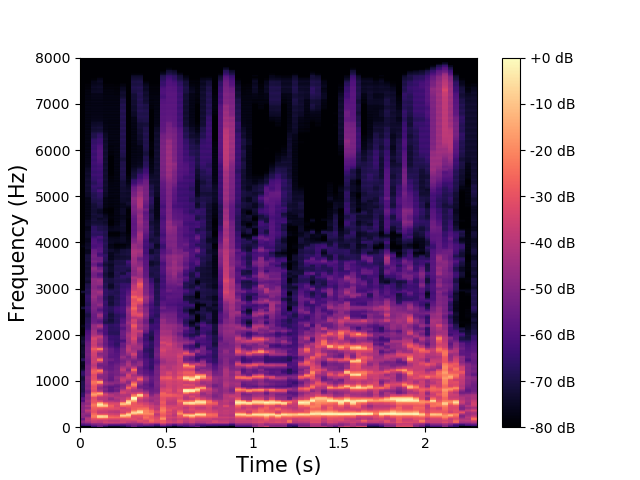 8000
7000
6000
5000
4000
3000
2000
1000
0
Frequency (Hz)
0
0.5
1
1.5
2
Time (s)
+0 dB
-10 dB
-20 dB
-30 dB
-40 dB
-50 dB
-60 dB
-70 dB
-80 dB